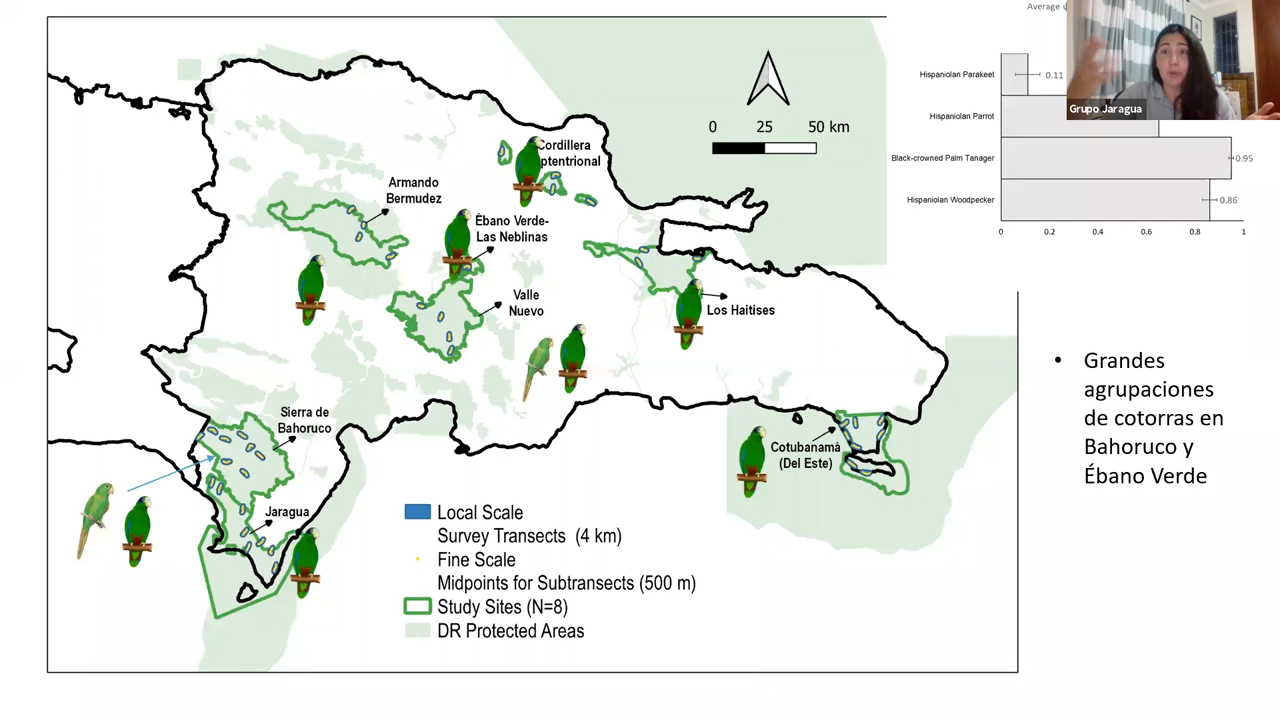 Average
Grupo Jaragua
Hispaniolan Parakeet
0.11
Hispaniolan Parrot
Black-crowned Palm Tanager
0.95
Hispaniolan Woodpecker
0.86
0
0.2
0.4
0.6
0.8
1
0
25
50 km
Cordillera
ptentrional
Armando
Bermudez
Ébano Verde-
Las Neblinas
Valle
Nuevo
Los Haitises
Sierra de
Bahoruco
Jaragua
Cotubanamá
(Del Este)
Local Scale
Survey Transects (4 km)
Fine Scale
Midpoints for Subtransects (500 m)
Study Sites (N=8)
DR Protected Areas
• Grandes
agrupaciones
de cotorras en
Bahoruco y
Ébano Verde